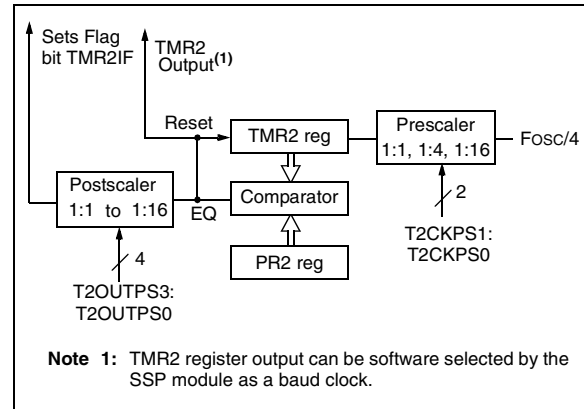 Sets Flag
bit TMR2IF
TMR2
Output(1)
Reset
TMR2 reg
Prescaler
1:1, 1:4, 1:16
FOSC/4
Postscaler
1:1 to 1:16
EQ
Comparator
2
T2CKPS1:
T2CKPS0
4
PR2 reg
T2OUTPS3:
T2OUTPS0
Note 1: TMR2 register output can be software selected by the
SSP module as a baud clock.